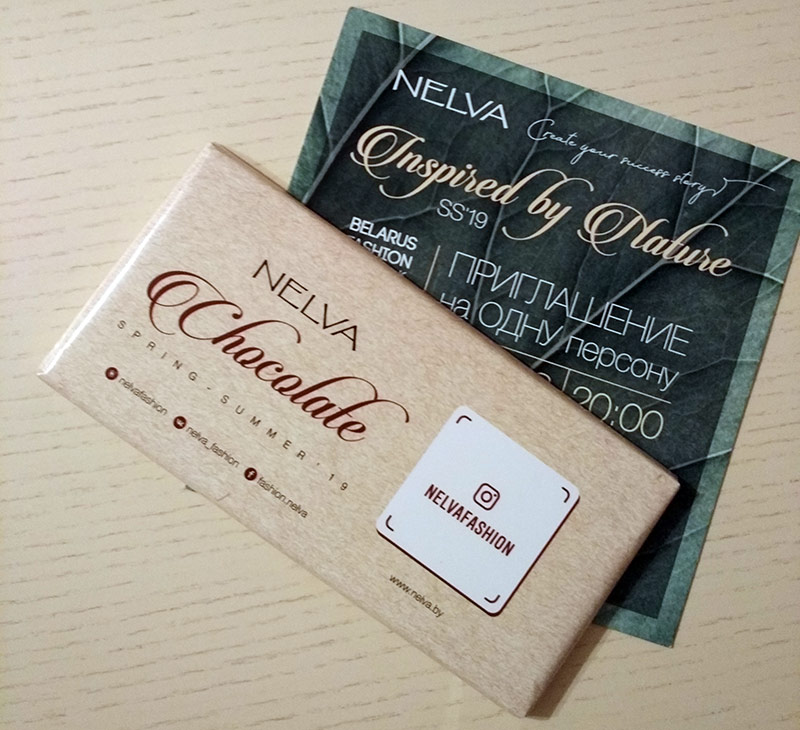 NELVA
Create your success story
Inspired by Nature
SS'19
BELARUS
FASHION
ПРИГЛАШЕНИЕ
на ОДНУ персону
20:00
NELVA
Chocolate
SPRING-SUMMER'19
nelvafashion nelva_fashion fashion.nelva
NELVAFASHION
www.nelva.by